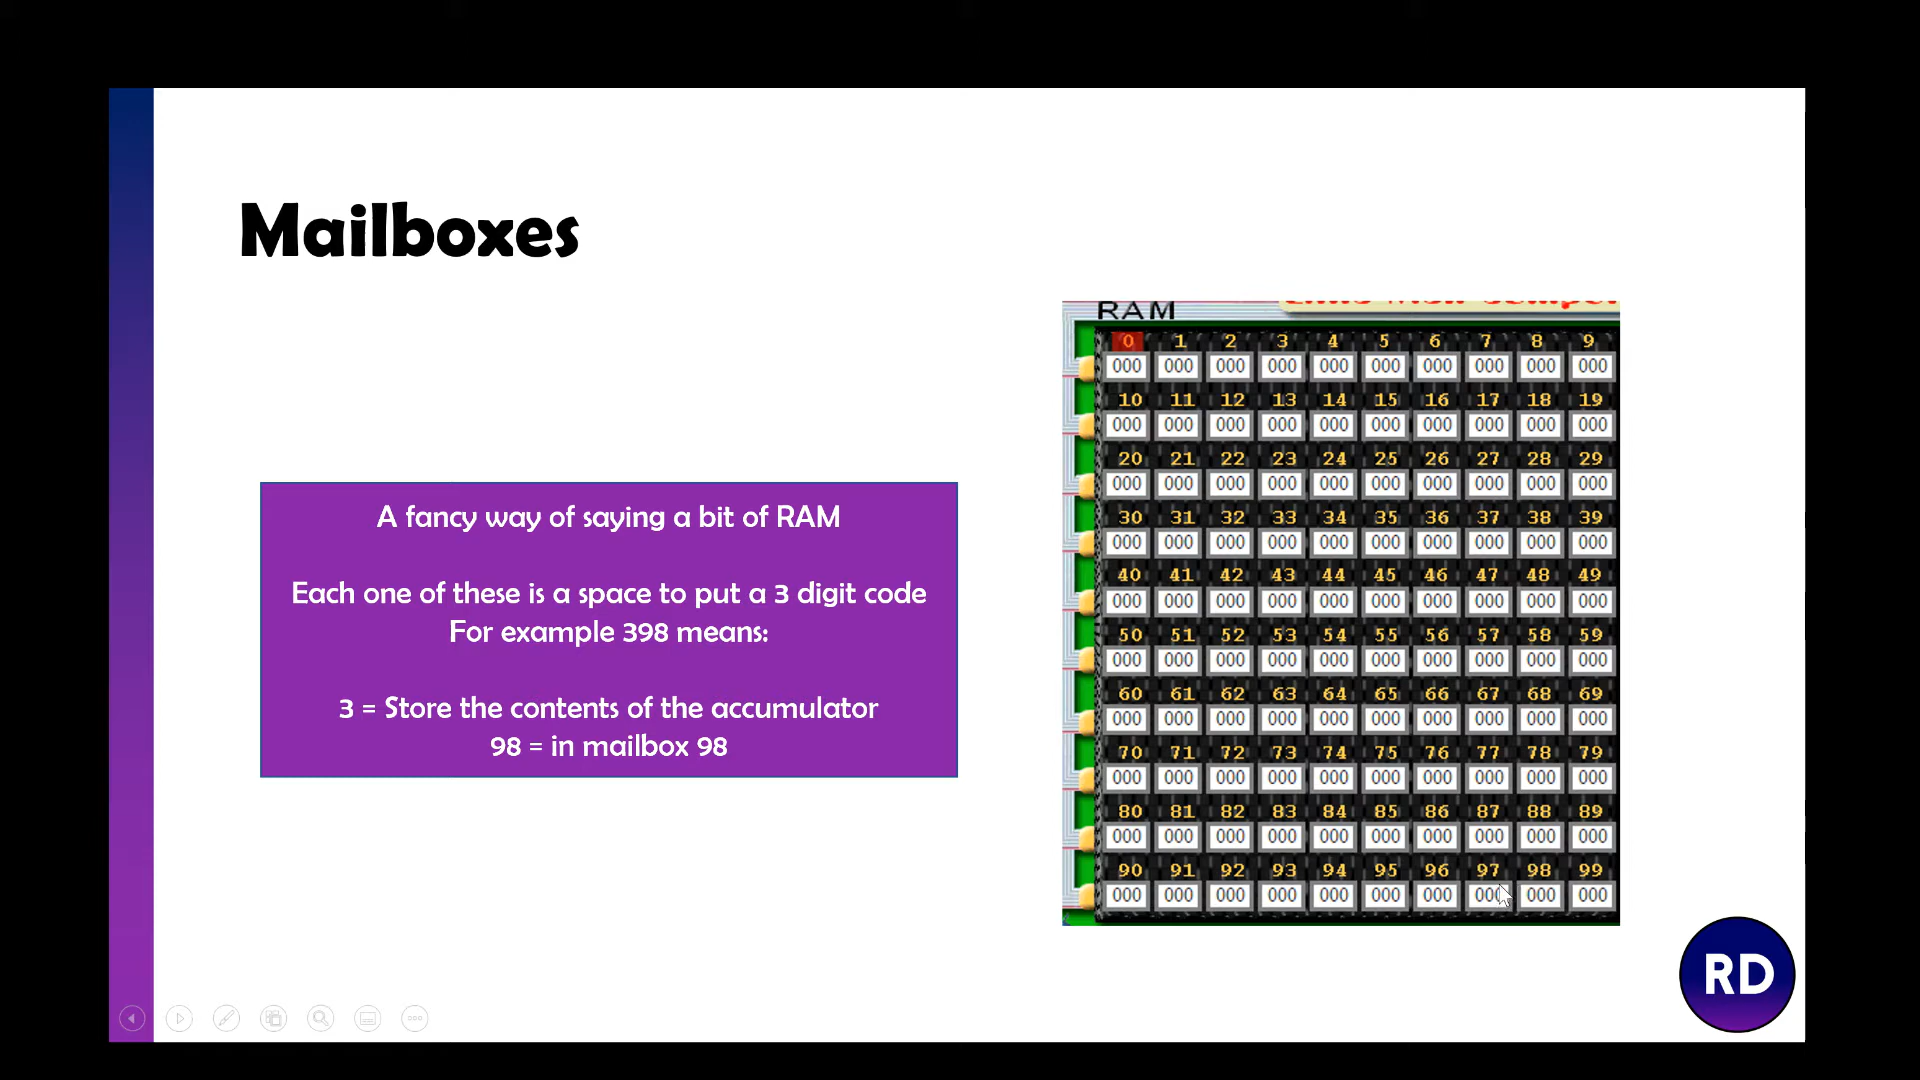 Mailboxes
A fancy way of saying a bit of RAM
Each one of these is a space to put a 3 digit code
For example 398 means:
3 = Store the contents of the accumulator
98 = in mailbox 98
RAM
0 1 2 3 4 5 6 7 8 9
000 000 000 000 000 000 000 000 000 000
10 11 12 13 14 15 16 17 18 19
000 000 000 000 000 000 000 000 000 000
20 21 22 23 24 25 26 27 28 29
000 000 000 000 000 000 000 000 000 000
30 31 32 33 34 35 36 37 38 39
000 000 000 000 000 000 000 000 000 000
40 41 42 43 44 45 46 47 48 49
000 000 000 000 000 000 000 000 000 000
50 51 52 53 54 55 56 57 58 59
000 000 000 000 000 000 000 000 000 000
60 61 62 63 64 65 66 67 68 69
000 000 000 000 000 000 000 000 000 000
70 71 72 73 74 75 76 77 78 79
000 000 000 000 000 000 000 000 000 000
80 81 82 83 84 85 86 87 88 89
000 000 000 000 000 000 000 000 000 000
90 91 92 93 94 95 96 97 98 99
000 000 000 000 000 000 000 000 000 000
RD